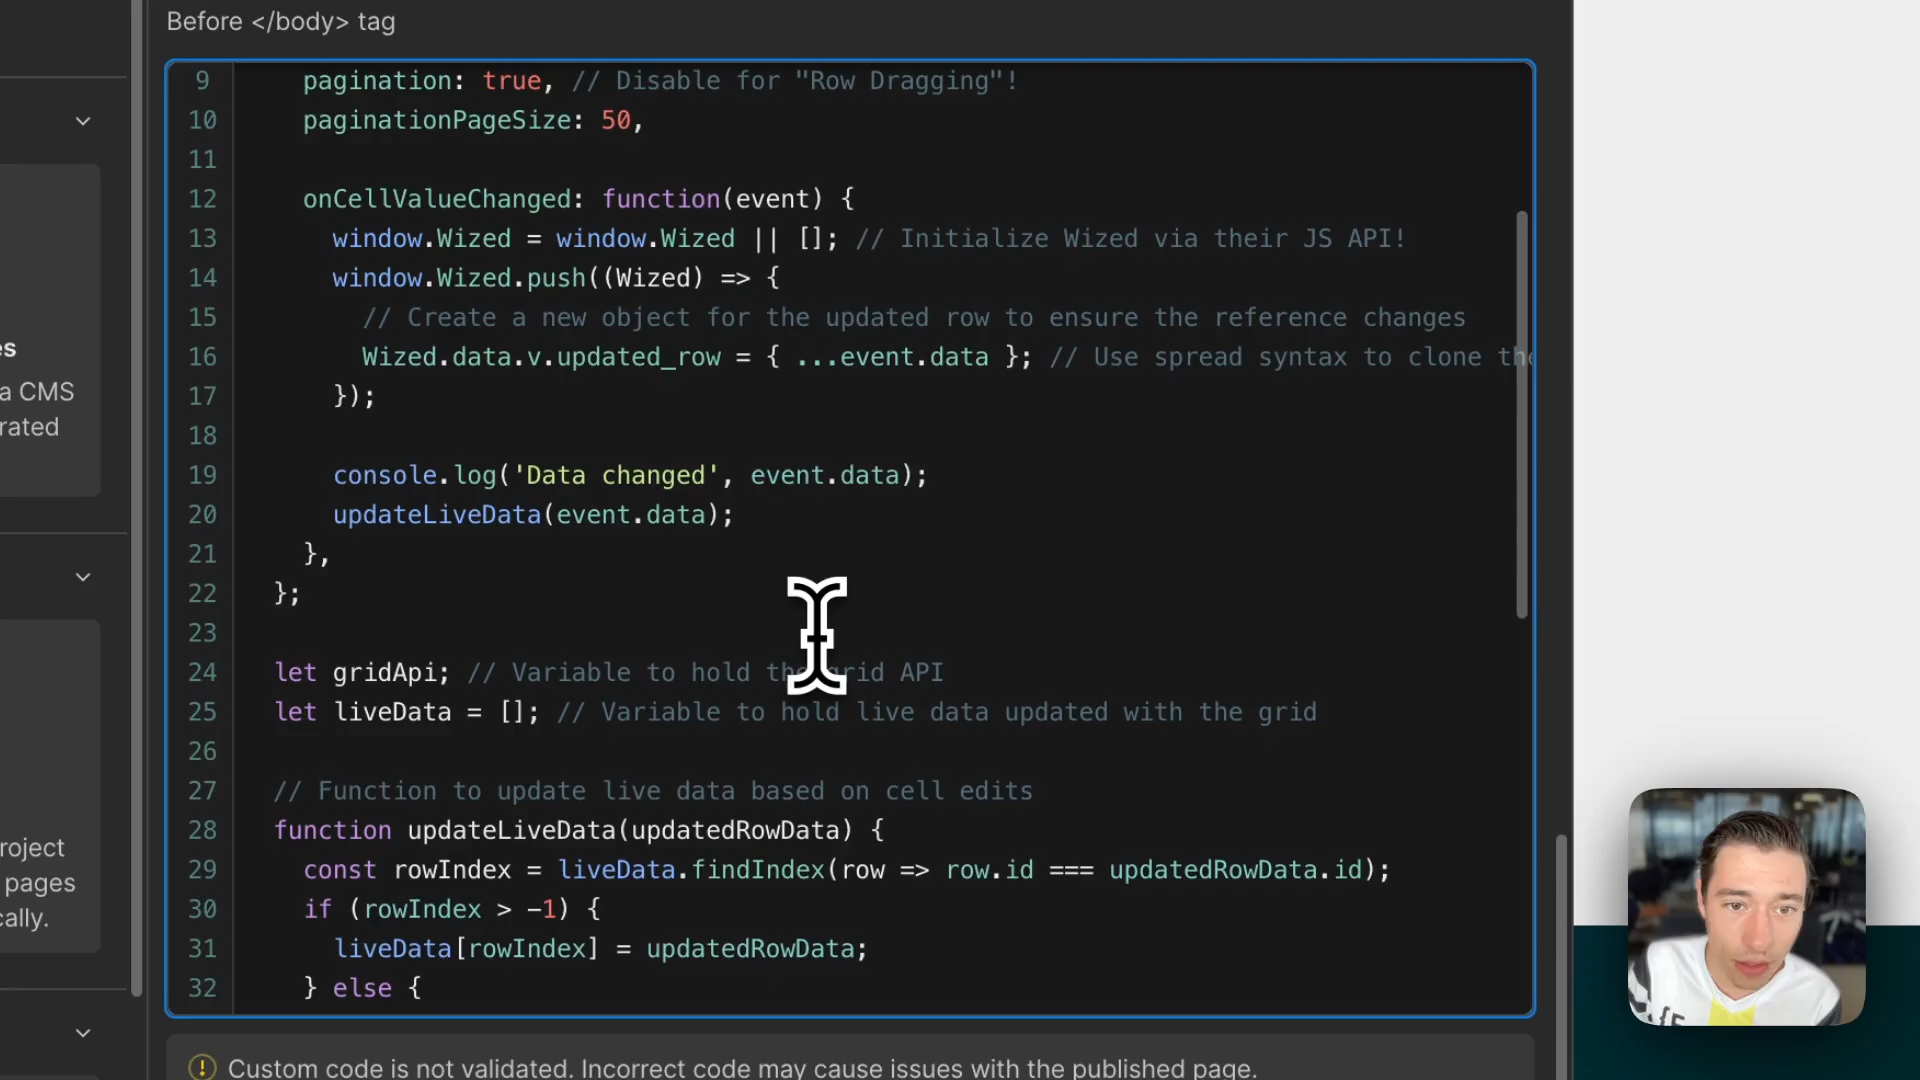 Before </body> tag
9 pagination: true, // Disable for "Row Dragging"!
10 paginationPageSize: 50,
11
12 onCellValueChanged: function(event) {
13 window.Wized = window.Wized || []; // Initialize Wized via their JS API!
14 window.Wized.push((Wized) => {
15 // Create a new object for the updated row to ensure the reference changes
16 Wized.data.v.updated_row = { ...event.data }; // Use spread syntax to clone the
17 });
18
19 console.log('Data changed', event.data);
20 updateLiveData(event.data);
21 },
22 };
23
24 let gridApi; // Variable to hold the grid API
25 let liveData = []; // Variable to hold live data updated with the grid
26
27 // Function to update live data based on cell edits
28 function updateLiveData(updatedRowData) {
29 const rowIndex = liveData.findIndex(row => row.id === updatedRowData.id);
30 if (rowIndex > -1) {
31 liveData[rowIndex] = updatedRowData;
32 } else {
Custom code is not validated. Incorrect code may cause issues with the published page.
es
a CMS
rated
roject
pages
cally.